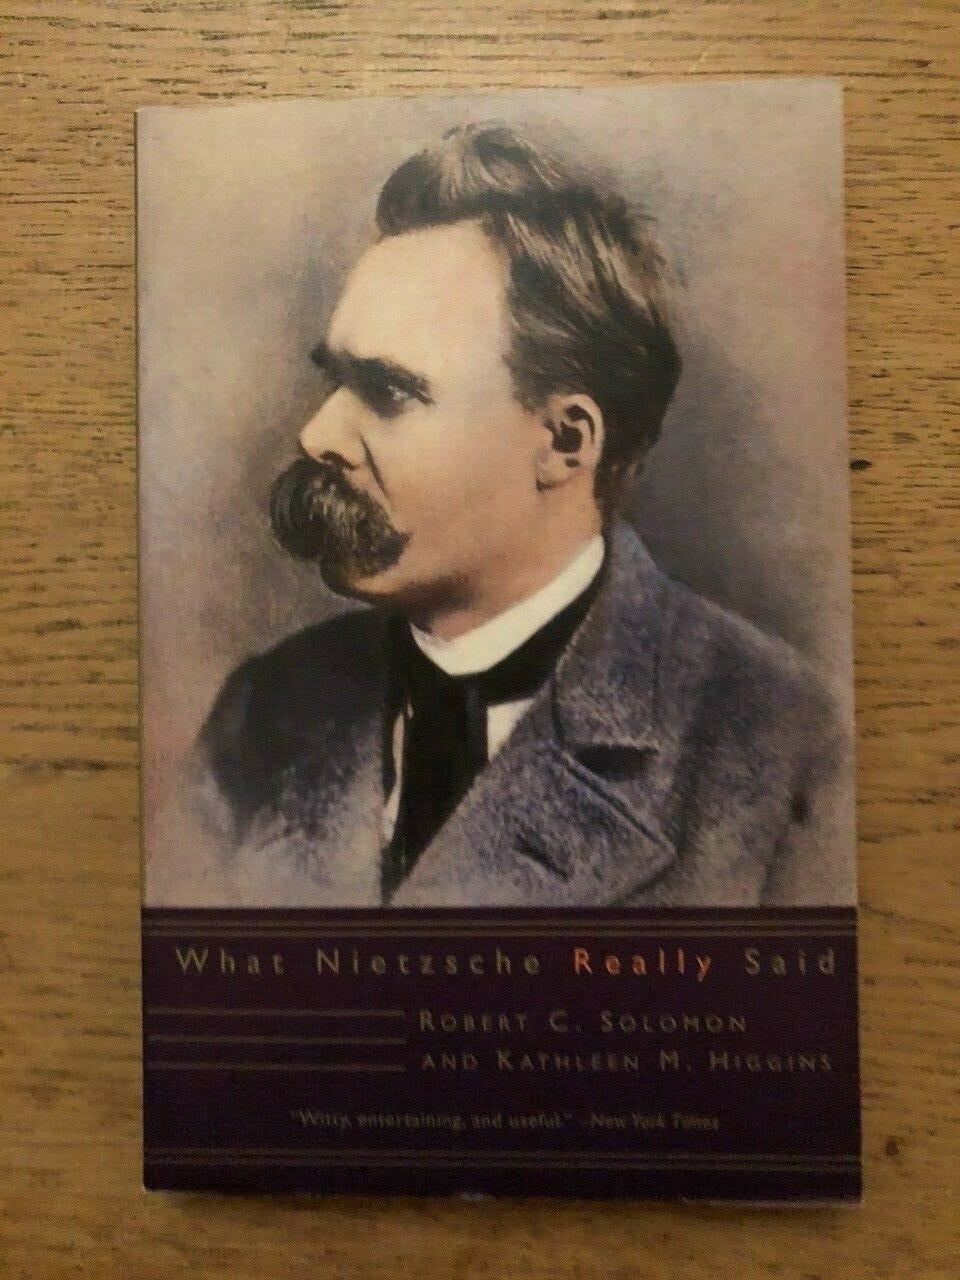 What Nietzsche Really Said
ROBERT C. SOLOMON
AND KATHLEEN M. HIGGINS
"Witty, entertaining, and useful." –New York Times